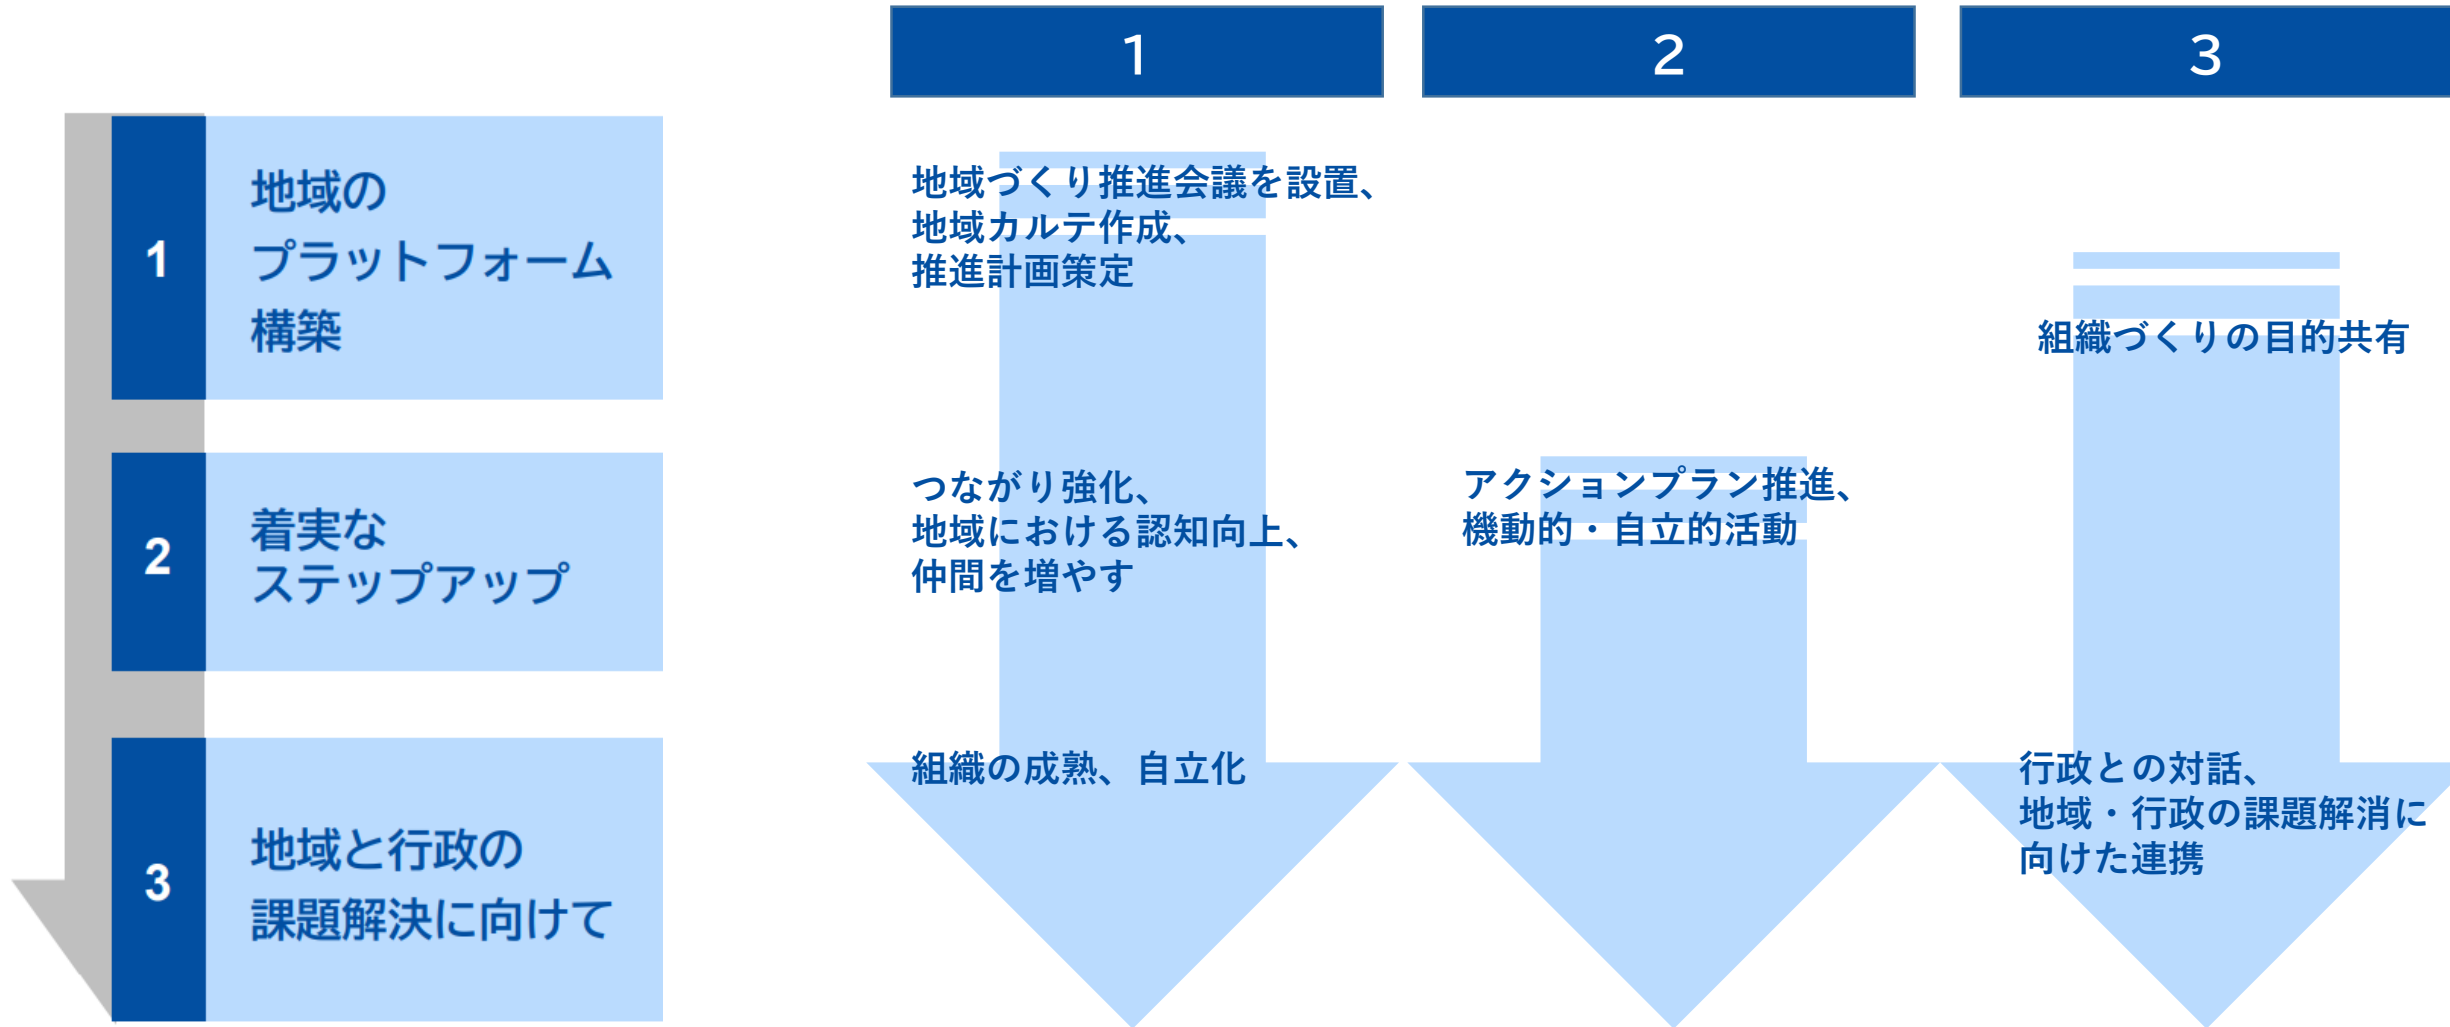 1
2
3
1
地域の
プラットフォーム
構築
2
着実な
ステップアップ
3
地域と行政の
課題解決に向けて
地域づくり推進会議を設置、
地域カルテ作成、
推進計画策定
つながり強化、
地域における認知向上、
仲間を増やす
組織の成熟、自立化
アクションプラン推進、
機動的・自立的活動
組織づくりの目的共有
行政との対話、
地域・行政の課題解消に
向けた連携